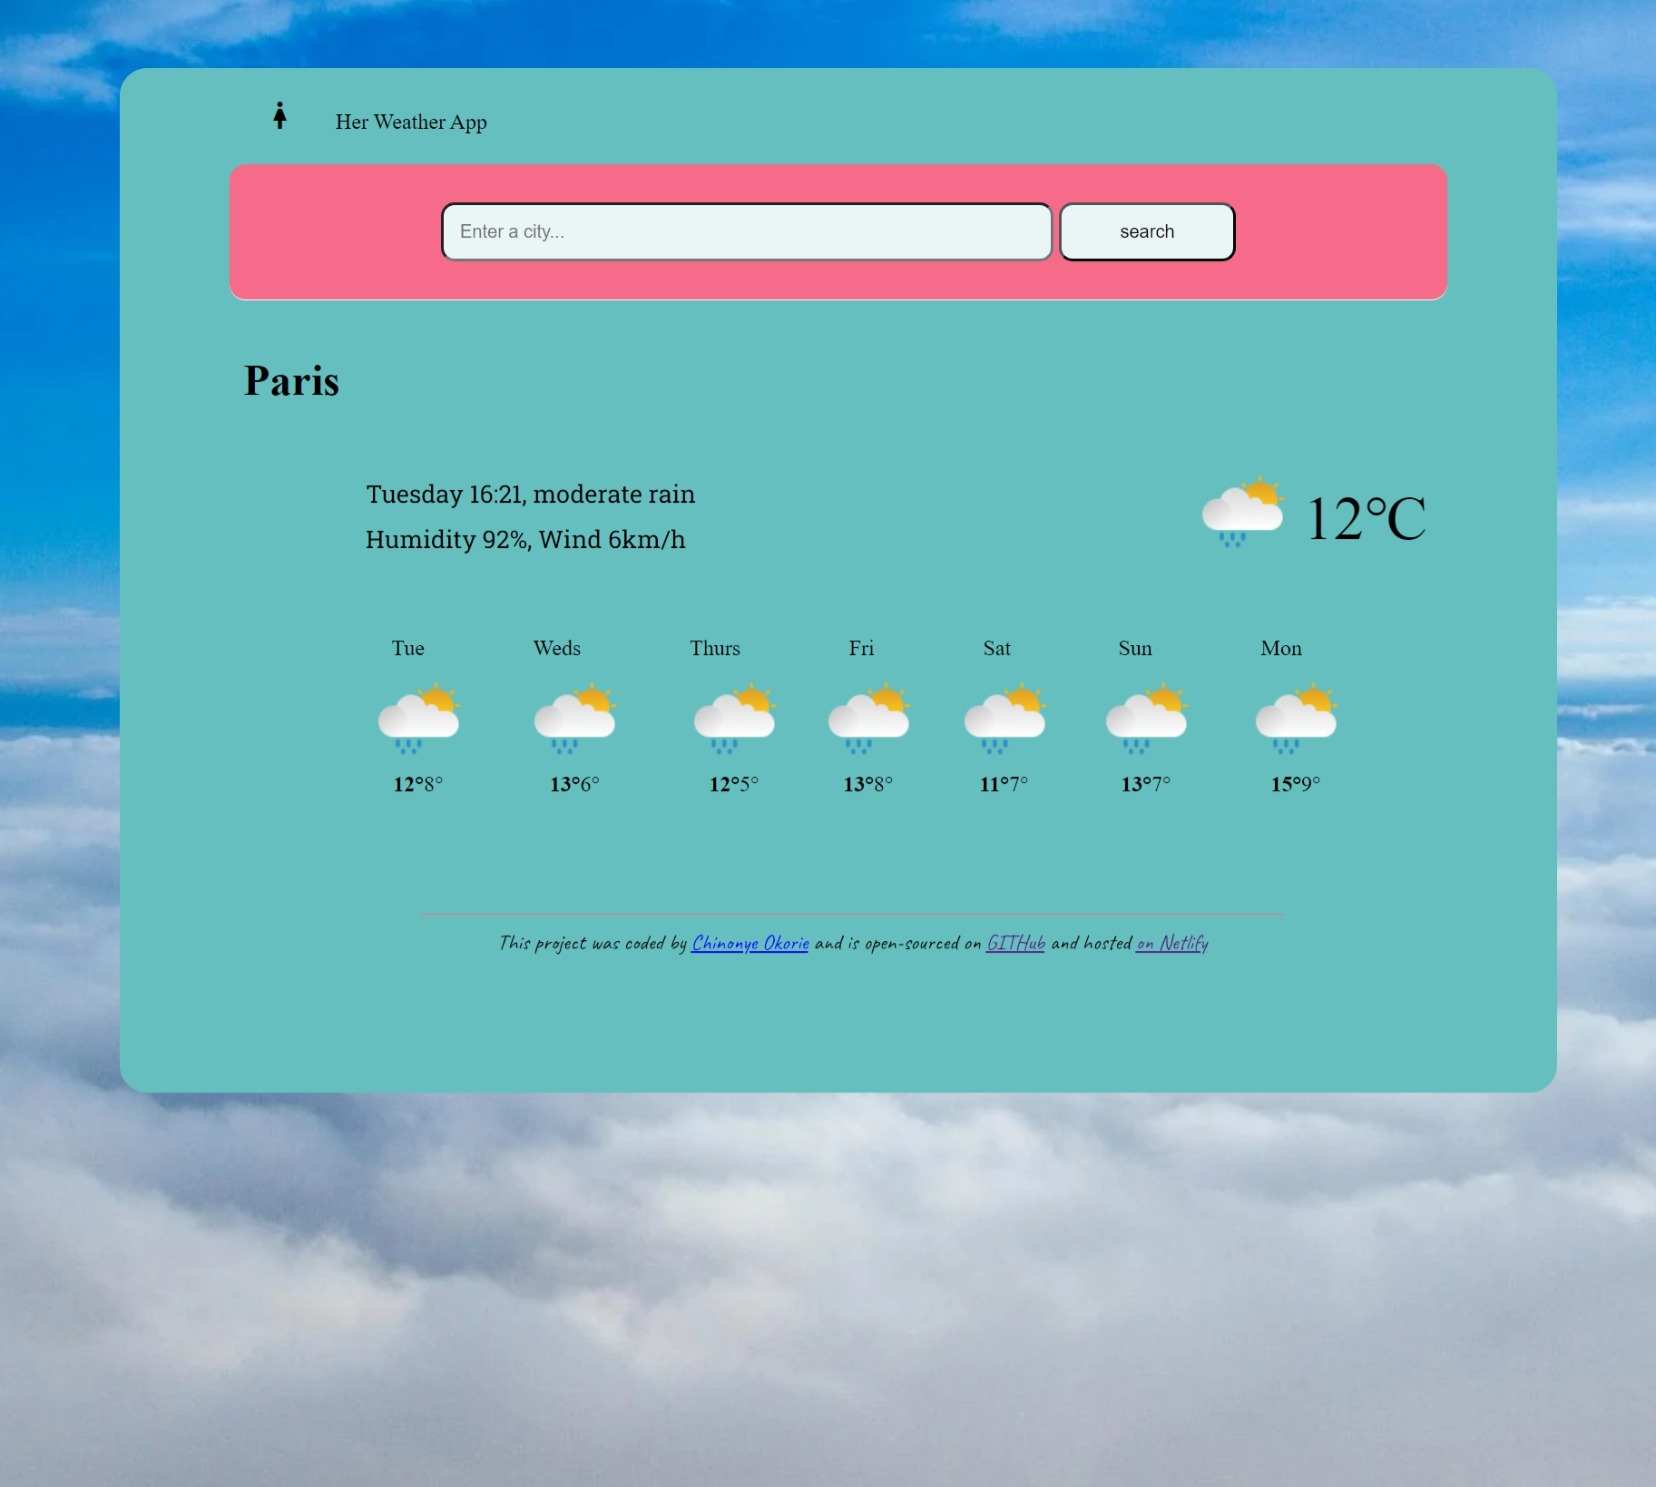 Her Weather App
Enter a city...
search
Paris
Tuesday 16:21, moderate rain
Humidity 92%, Wind 6km/h
12°C
Tue Weds Thurs Fri Sat Sun Mon
12°8° 13°6° 12°5° 13°8° 11°7° 13°7° 15°9°
This project was coded by Chinonye Okorie and is open-sourced on GITHub and hosted on Netlify